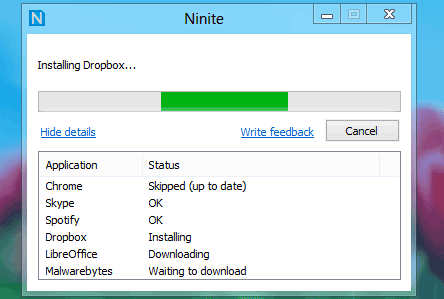 Ninite
Installing Dropbox...
Hide details Write feedback Cancel
Application Status
Chrome Skipped (up to date)
Skype OK
Spotify OK
Dropbox Installing
LibreOffice Downloading
Malwarebytes Waiting to download